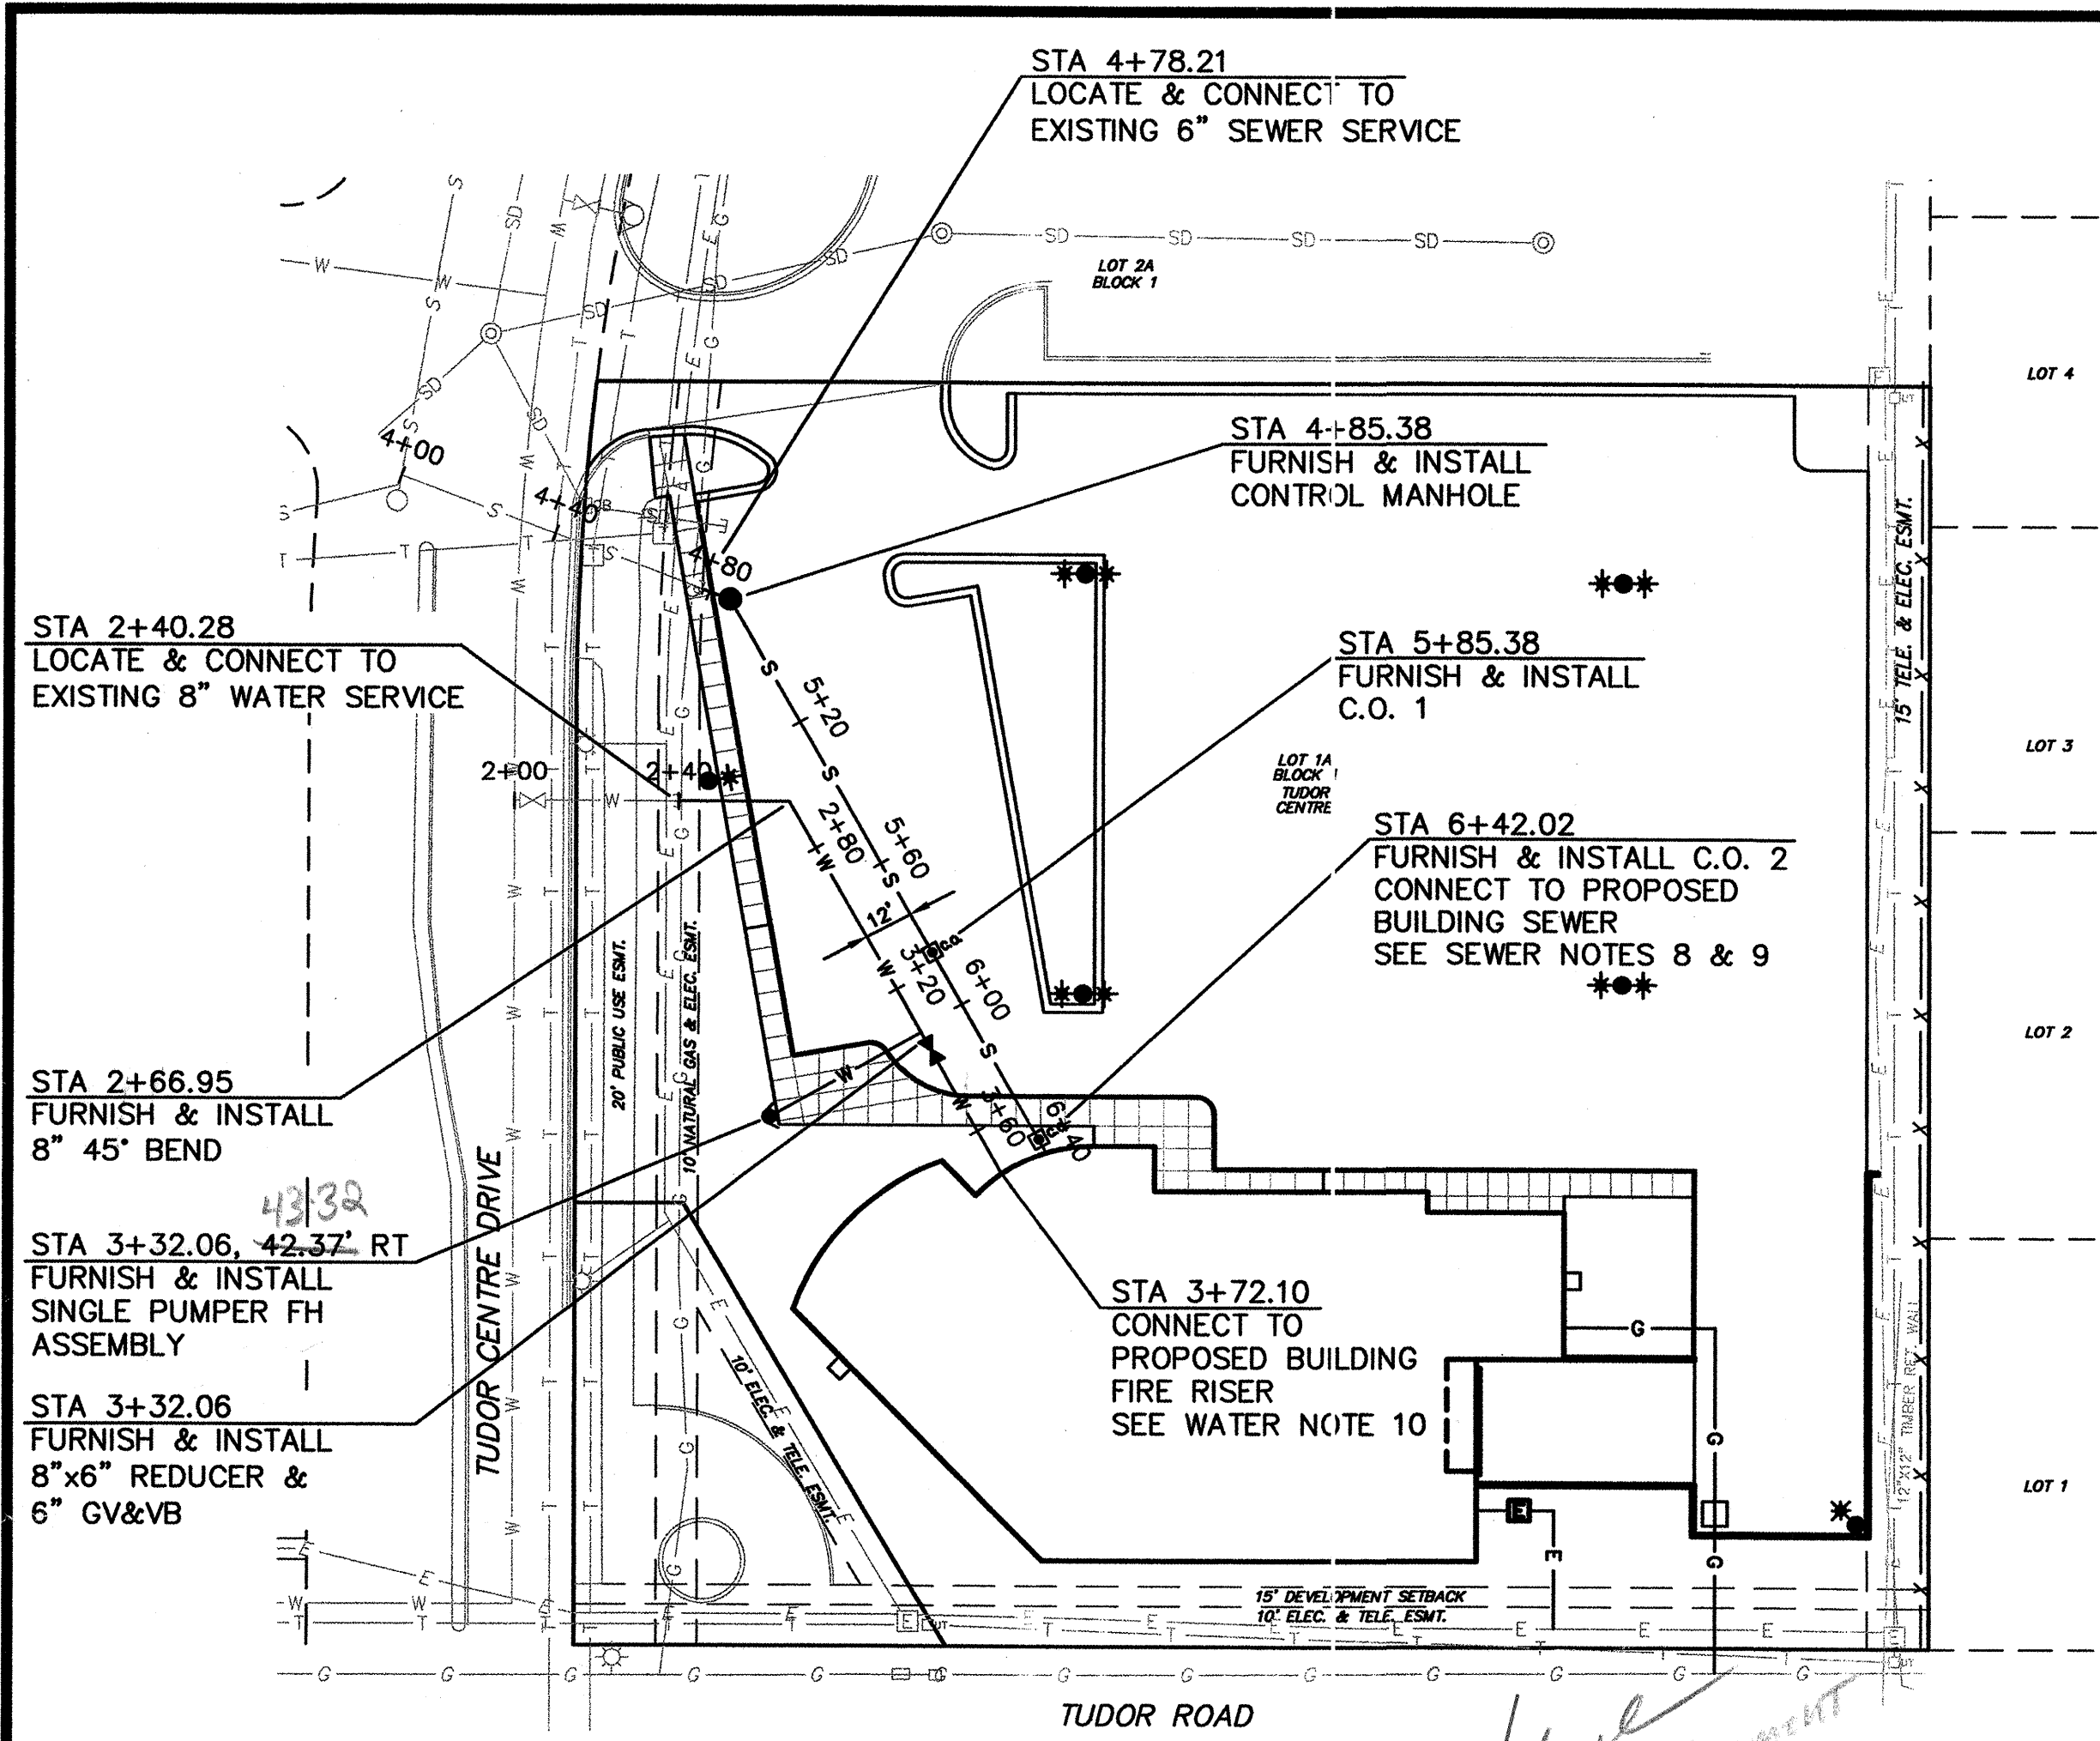 STA 4+78.21
LOCATE & CONNECT TO
EXISTING 6" SEWER SERVICE
LOT 2A
BLOCK 1
LOT 4
STA 4+85.38
FURNISH & INSTALL
CONTROL MANHOLE
4+00
4+40
4+80
15' TELE. & ELEC. ESMT.
STA 2+40.28
LOCATE & CONNECT TO
EXISTING 8" WATER SERVICE
STA 5+85.38
FURNISH & INSTALL
C.O. 1
5+20
2+00
2+40
LOT 1A
BLOCK 1
TUDOR
CENTRE
LOT 3
2+80
5+60
STA 6+42.02
FURNISH & INSTALL C.O. 2
CONNECT TO PROPOSED
BUILDING SEWER
SEE SEWER NOTES 8 & 9
12'
C.O.
3+20
6+00
20' PUBLIC USE ESMT.
10' NATURAL GAS & ELEC. ESMT.
LOT 2
STA 2+66.95
FURNISH & INSTALL
8" 45° BEND
3+60
C.O.
6+40
43.32
STA 3+32.06, 42.37' RT
FURNISH & INSTALL
SINGLE PUMPER FH
ASSEMBLY
TUDOR CENTRE DRIVE
STA 3+72.10
CONNECT TO
PROPOSED BUILDING
FIRE RISER
SEE WATER NOTE 10
STA 3+32.06
FURNISH & INSTALL
8"x6" REDUCER &
6" GV&VB
10' ELEC. & TELE. ESMT.
12"X12" TIMBER RET. WALL
LOT 1
15' DEVELOPMENT SETBACK
10' ELEC. & TELE. ESMT.
TUDOR ROAD